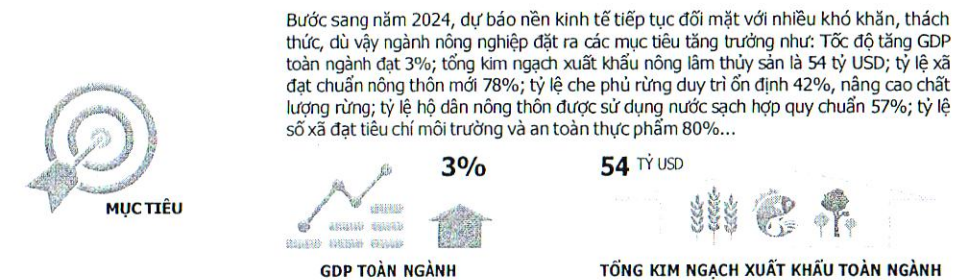 Bước sang năm 2024, dự báo nền kinh tế tiếp tục đối mặt với nhiều khó khăn, thách
thức, dù vậy ngành nông nghiệp đặt ra các mục tiêu tăng trưởng như: Tốc độ tăng GDP
toàn ngành đạt 3%; tổng kim ngạch xuất khẩu nông lâm thủy sản là 54 tỷ USD; tỷ lệ xã
đạt chuẩn nông thôn mới 78%; tỷ lệ che phủ rừng duy trì ổn định 42%, nâng cao chất
lượng rừng; tỷ lệ hộ dân nông thôn được sử dụng nước sạch hợp quy chuẩn 57%; tỷ lệ
số xã đạt tiêu chí môi trường và an toàn thực phẩm 80%...
MỤC TIÊU
3%
GDP TOÀN NGÀNH
54 TỶ USD
TỔNG KIM NGẠCH XUẤT KHẨU TOÀN NGÀNH